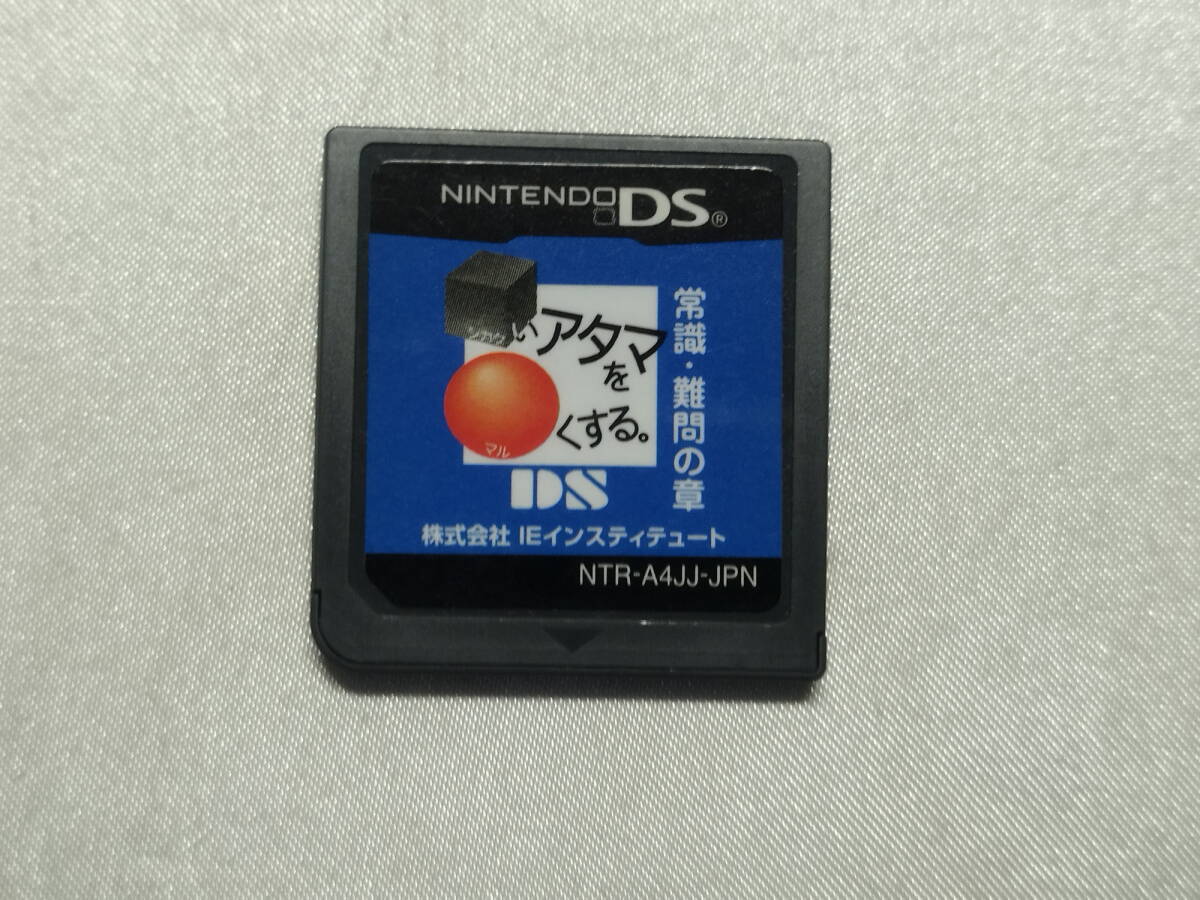 NINTENDO DS®
シカクいアタマを
マルくする。
DS
常識・難問の章
株式会社 IEインスティテュート
NTR-A4JJ-JPN